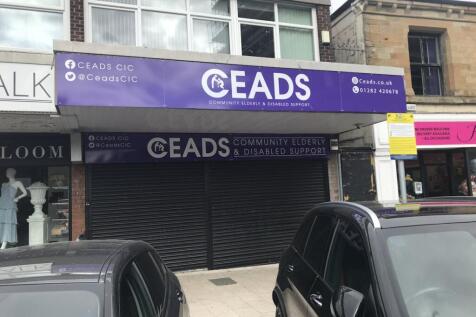 CEADS CIC
@CeadsCIC
CEADS
COMMUNITY ELDERLY & DISABLED SUPPORT
Ceads.co.uk
01282 420678
ALK
LOOM
CEADS CIC
@CEADSCIC
CEADS
COMMUNITY ELDERLY
& DISABLED SUPPORT